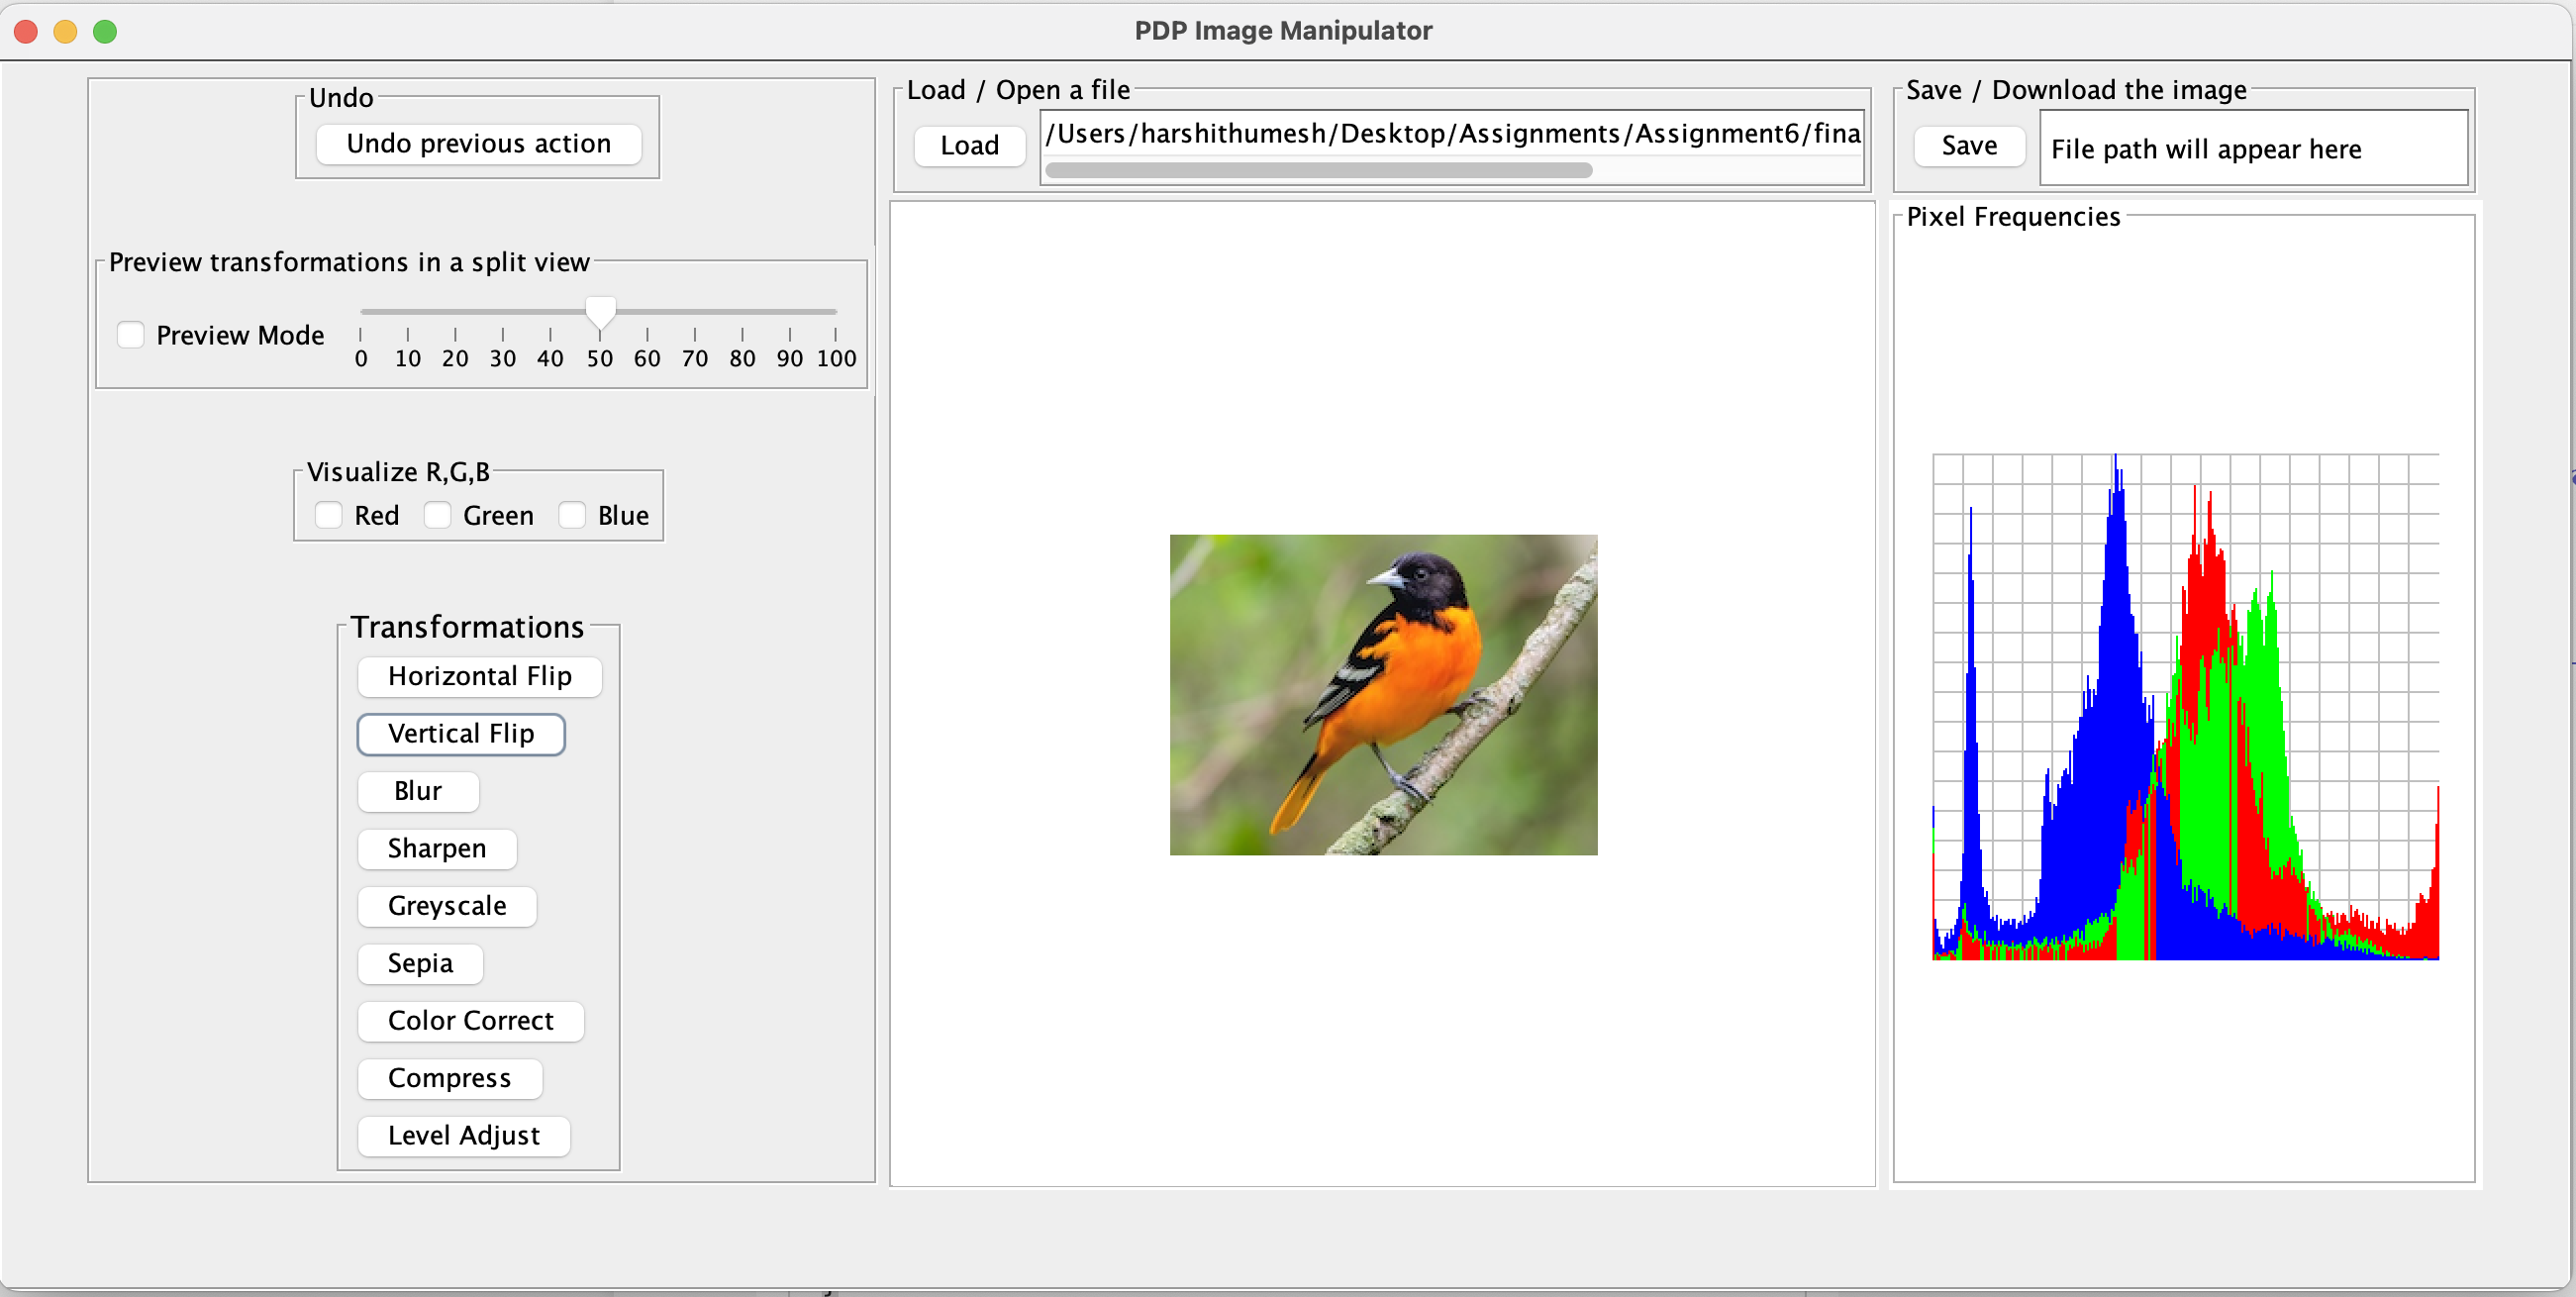 PDP Image Manipulator
Undo
Undo previous action
Preview transformations in a split view
Preview Mode
0 10 20 30 40 50 60 70 80 90 100
Visualize R,G,B
Red Green Blue
Transformations
Horizontal Flip
Vertical Flip
Blur
Sharpen
Greyscale
Sepia
Color Correct
Compress
Level Adjust
Load / Open a file
Load
/Users/harshithumesh/Desktop/Assignments/Assignment6/fina
Save / Download the image
Save
File path will appear here
Pixel Frequencies